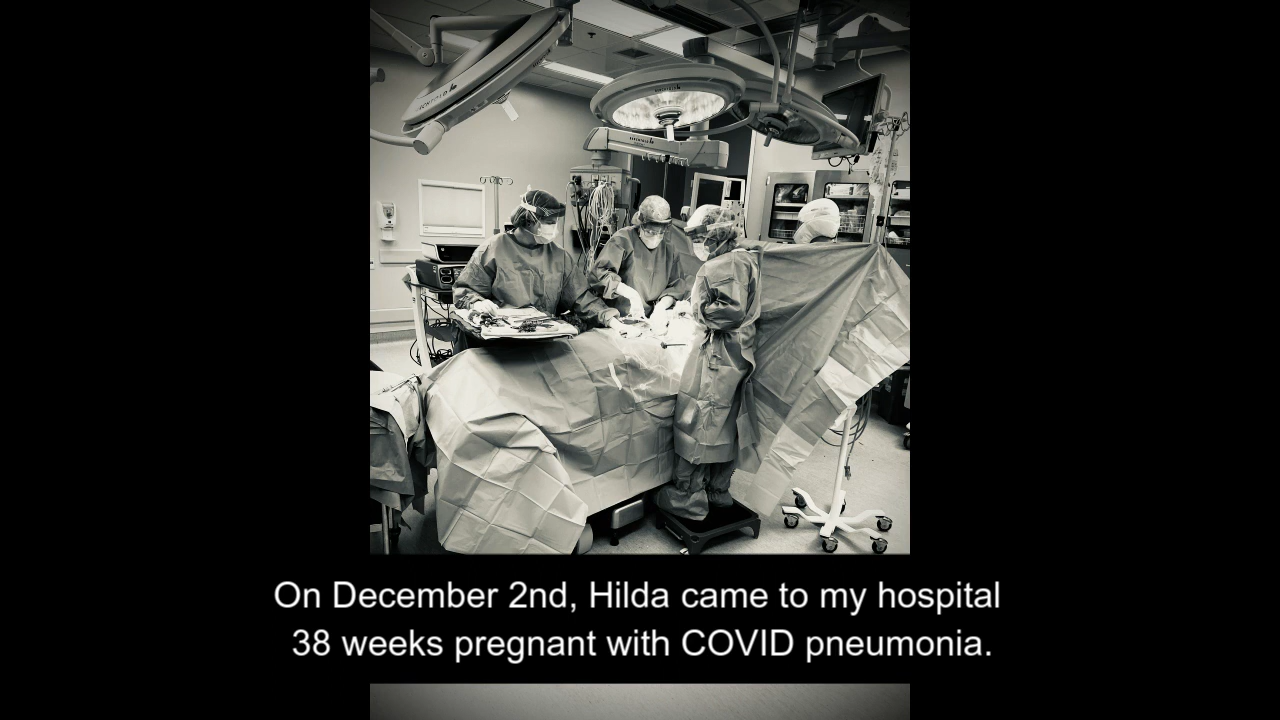 On December 2nd, Hilda came to my hospital
38 weeks pregnant with COVID pneumonia.